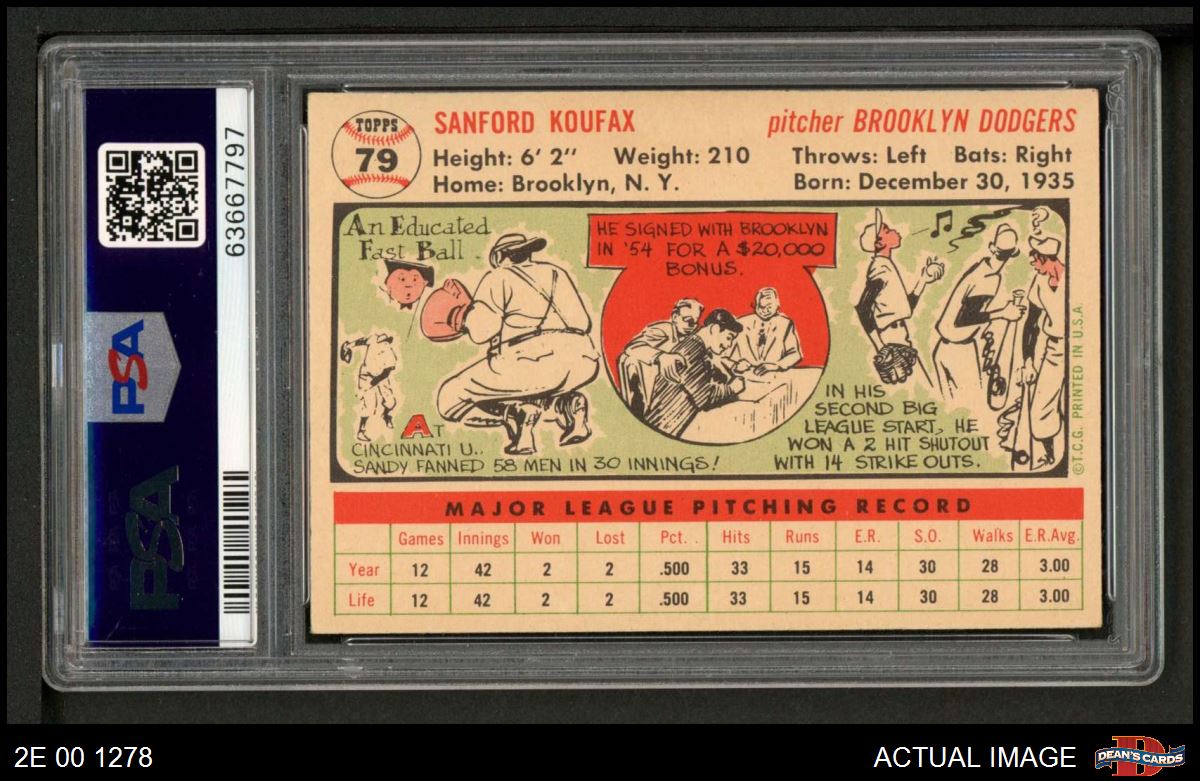 PSA
PSA
63667797
TOPPS
79
SANFORD KOUFAX
pitcher BROOKLYN DODGERS
Height: 6' 2" Weight: 210 Throws: Left Bats: Right
Home: Brooklyn, N. Y. Born: December 30, 1935
An Educated
Fast Ball.
HE SIGNED WITH BROOKLYN
IN '54 FOR A $20,000
BONUS.
AT
CINCINNATI U..
SANDY FANNED 58 MEN IN 30 INNINGS!
IN HIS
SECOND BIG
LEAGUE START, HE
WON A 2 HIT SHUTOUT
WITH 14 STRIKE OUTS.
©T.C.G. PRINTED IN U.S.A.
MAJOR LEAGUE PITCHING RECORD
Games Innings Won Lost Pct. Hits Runs E.R. S.O. Walks E.R.Avg.
Year 12 42 2 2 .500 33 15 14 30 28 3.00
Life 12 42 2 2 .500 33 15 14 30 28 3.00
2E 00 1278
ACTUAL IMAGE
DEAN'S CARDS